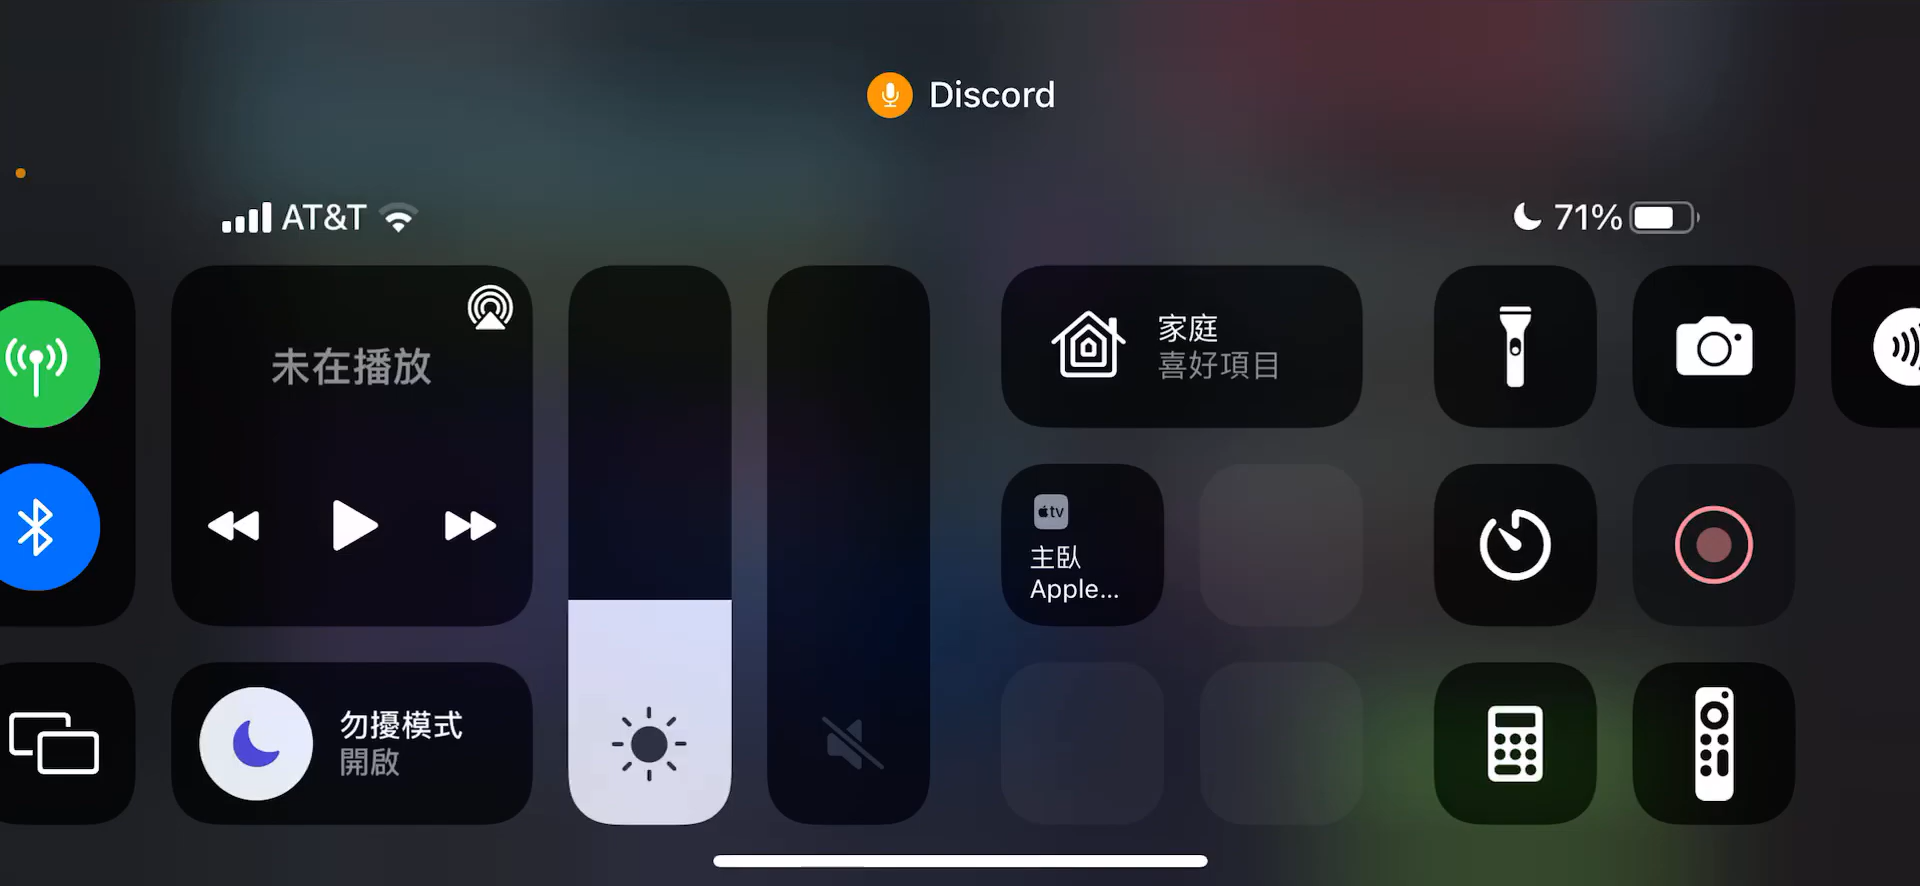 Discord
AT&T
71%
未在播放
家庭
喜好項目
tv
主臥
Apple...
勿擾模式
開啟